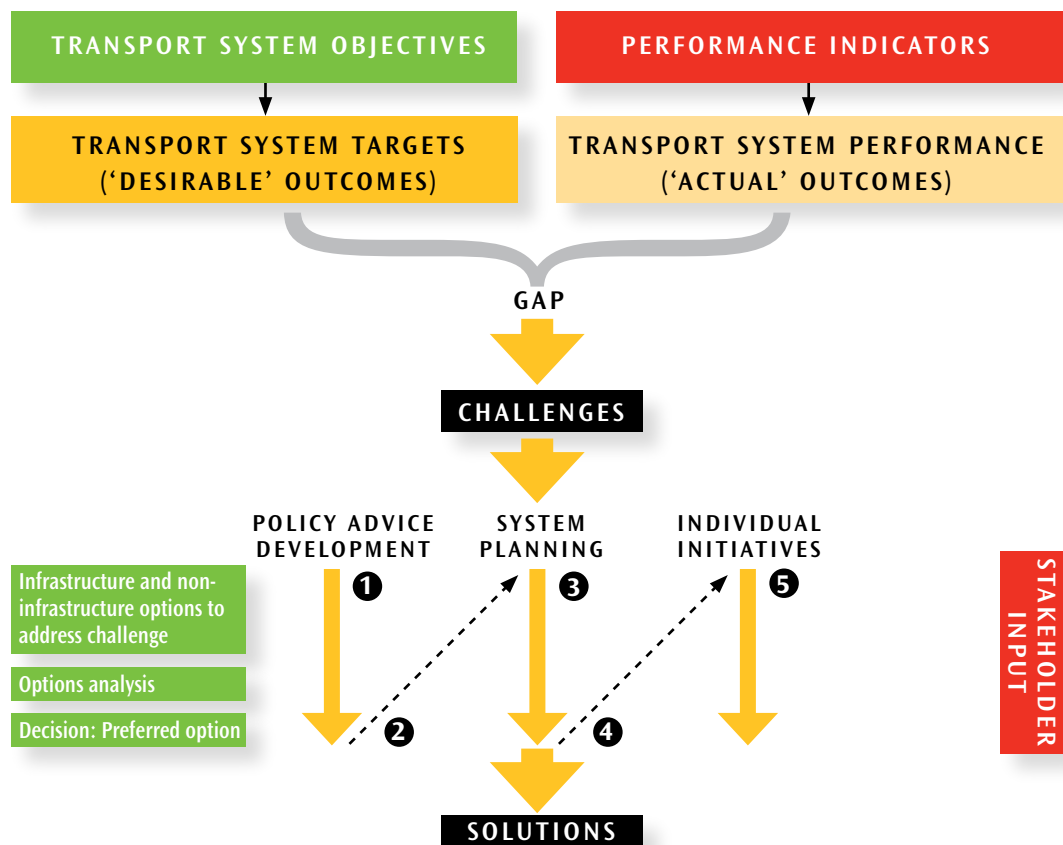 TRANSPORT SYSTEM OBJECTIVES
PERFORMANCE INDICATORS
TRANSPORT SYSTEM TARGETS
(‘DESIRABLE’ OUTCOMES)
TRANSPORT SYSTEM PERFORMANCE
(‘ACTUAL’ OUTCOMES)
GAP
CHALLENGES
POLICY ADVICE
DEVELOPMENT
SYSTEM
PLANNING
INDIVIDUAL
INITIATIVES
1
3
5
Infrastructure and non-
infrastructure options to
address challenge
Options analysis
Decision: Preferred option
2
4
STAKEHOLDER
INPUT
SOLUTIONS